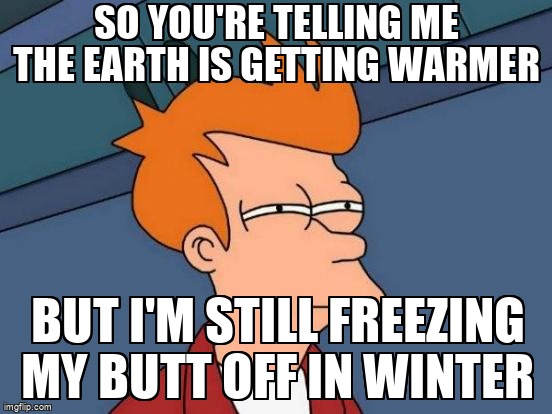 SO YOU'RE TELLING ME
THE EARTH IS GETTING WARMER
BUT I'M STILL FREEZING
MY BUTT OFF IN WINTER
imgflip.com